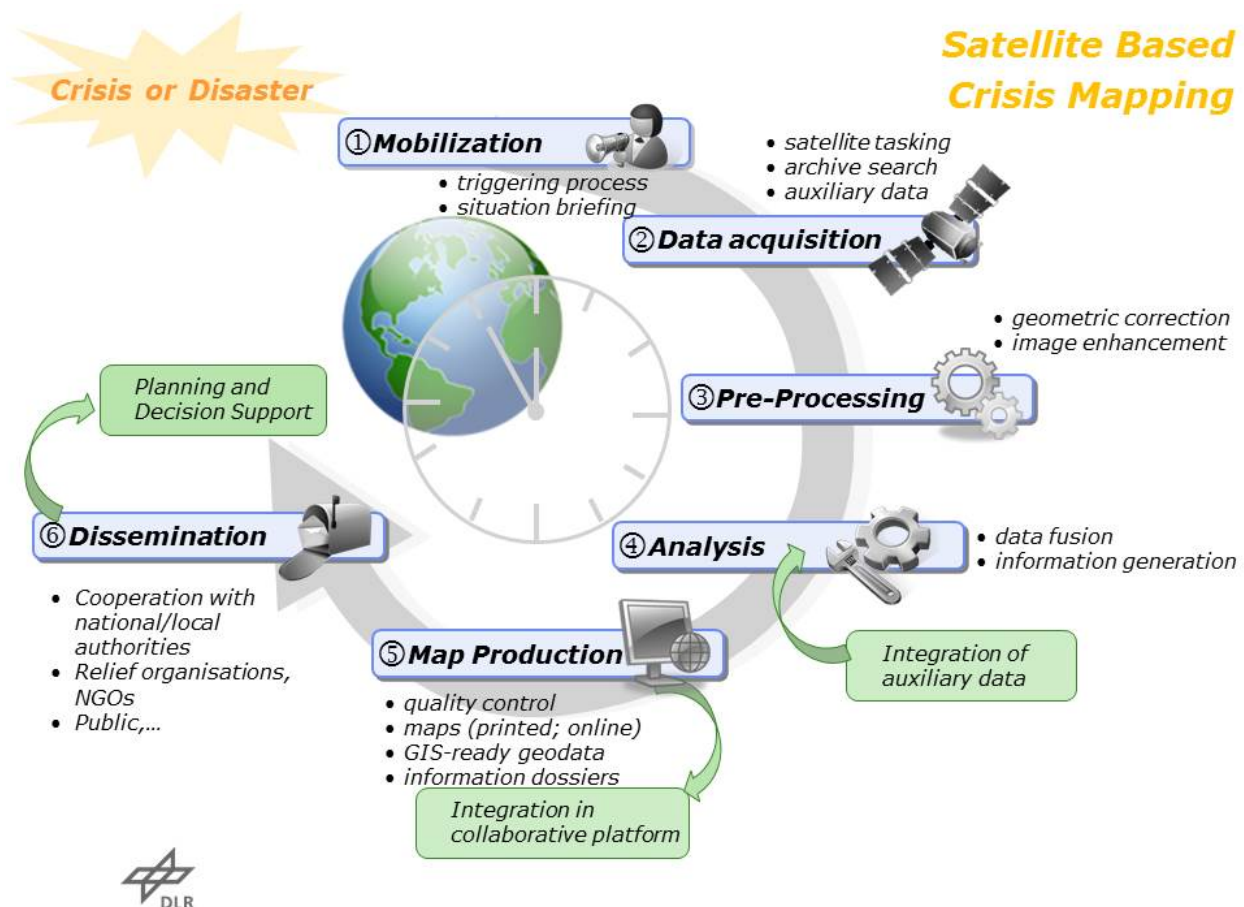 Crisis or Disaster
Satellite Based
Crisis Mapping
①Mobilization
• triggering process
• situation briefing
• satellite tasking
• archive search
• auxiliary data
②Data acquisition
• geometric correction
• image enhancement
③Pre-Processing
④Analysis
• data fusion
• information generation
Integration of
auxiliary data
⑤Map Production
• quality control
• maps (printed; online)
• GIS-ready geodata
• information dossiers
Integration in
collaborative platform
⑥Dissemination
• Cooperation with
national/local
authorities
• Relief organisations,
NGOs
• Public,...
Planning and
Decision Support
DLR